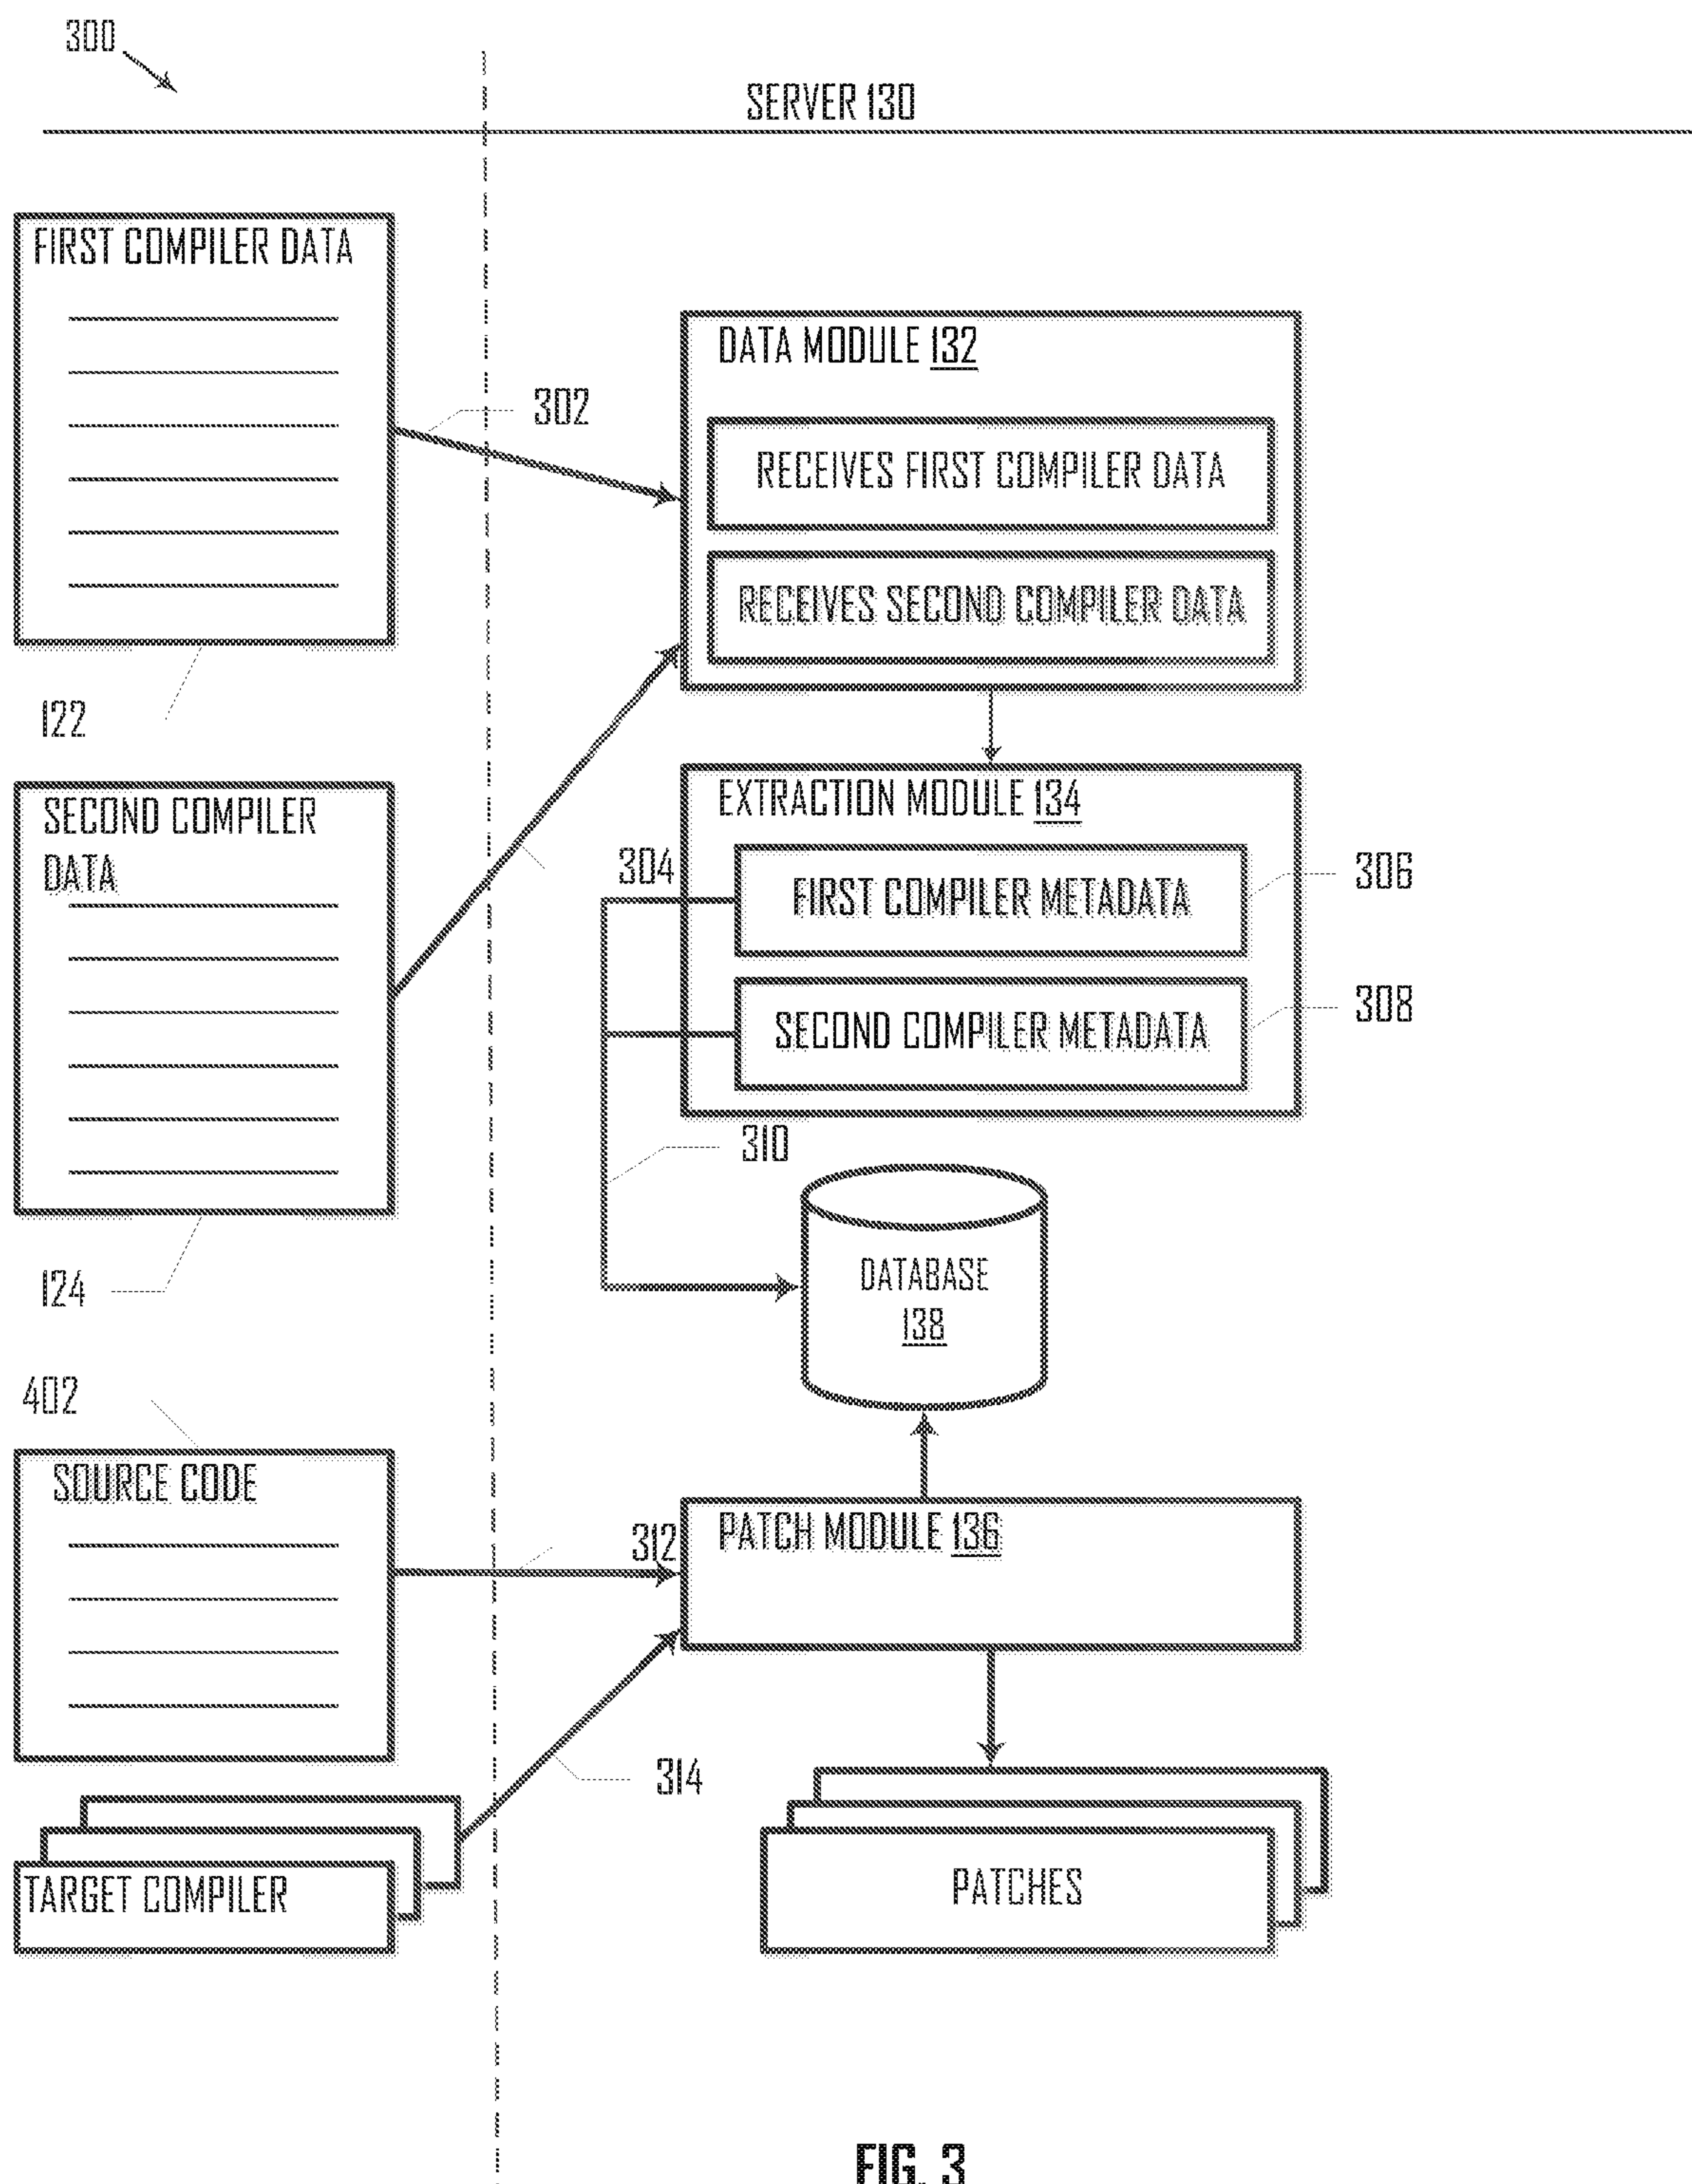 300
SERVER 130
FIRST COMPILER DATA
DATA MODULE 132
302
RECEIVES FIRST COMPILER DATA
RECEIVES SECOND COMPILER DATA
122
SECOND COMPILER
DATA
EXTRACTION MODULE 134
304
FIRST COMPILER METADATA
306
SECOND COMPILER METADATA
308
310
124
DATABASE
138
402
SOURCE CODE
312
PATCH MODULE 136
314
TARGET COMPILER
PATCHES
FIG. 3